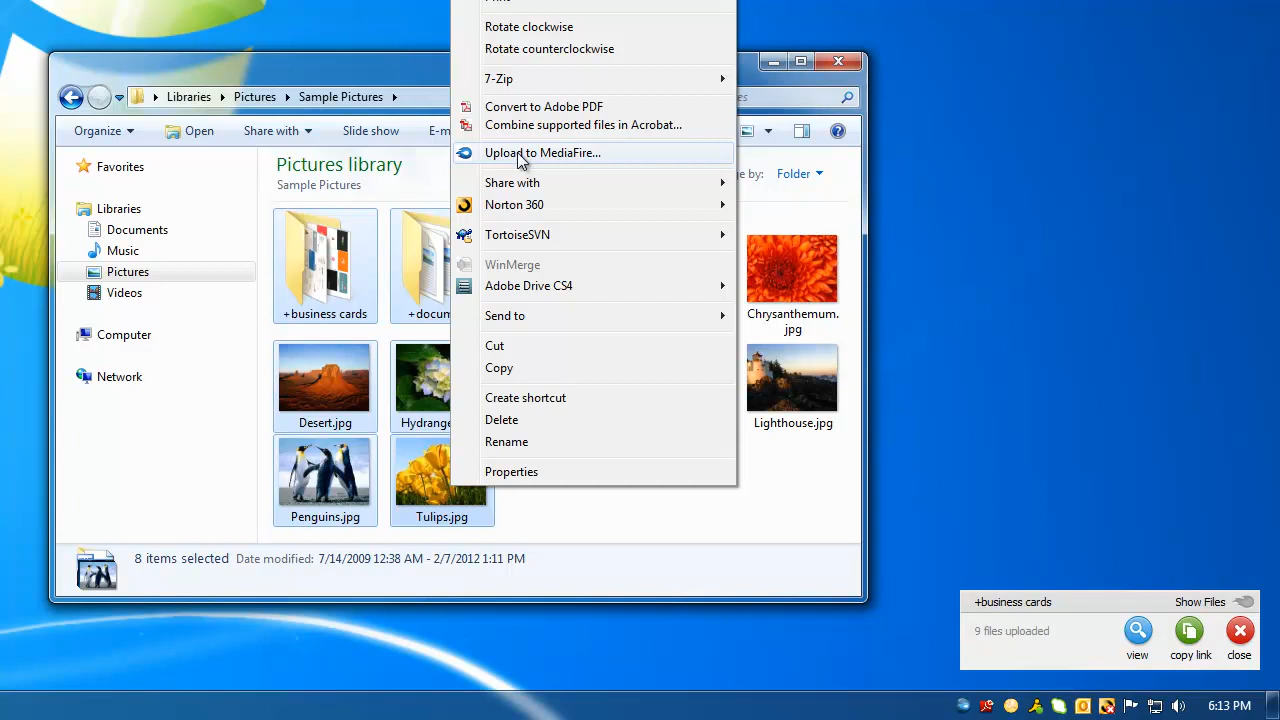 Rotate clockwise
Rotate counterclockwise
7-Zip
Convert to Adobe PDF
Combine supported files in Acrobat...
Upload to MediaFire...
Share with
Norton 360
TortoiseSVN
WinMerge
Adobe Drive CS4
Send to
Cut
Copy
Create shortcut
Delete
Rename
Properties
Libraries
Pictures
Sample Pictures
Organize
Open
Share with
Slide show
Favorites
Libraries
Documents
Music
Pictures
Videos
Computer
Network
Pictures library
Sample Pictures
Folder
+business cards
Chrysanthemum.
jpg
Desert.jpg
Lighthouse.jpg
Penguins.jpg
Tulips.jpg
8 items selected Date modified: 7/14/2009 12:38 AM - 2/7/2012 1:11 PM
+business cards Show Files
9 files uploaded
view copy link close
6:13 PM